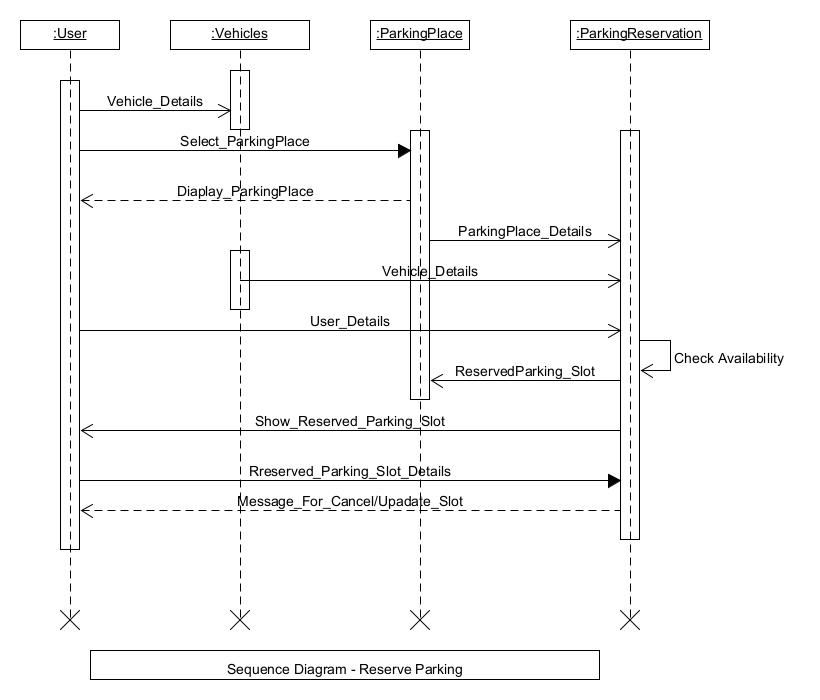 :User
:Vehicles
:ParkingPlace
:ParkingReservation
Vehicle_Details
Select_ParkingPlace
Diaplay_ParkingPlace
ParkingPlace_Details
Vehicle_Details
User_Details
Check Availability
ReservedParking_Slot
Show_Reserved_Parking_Slot
Rreserved_Parking_Slot_Details
Message_For_Cancel/Upadate_Slot
Sequence Diagram - Reserve Parking